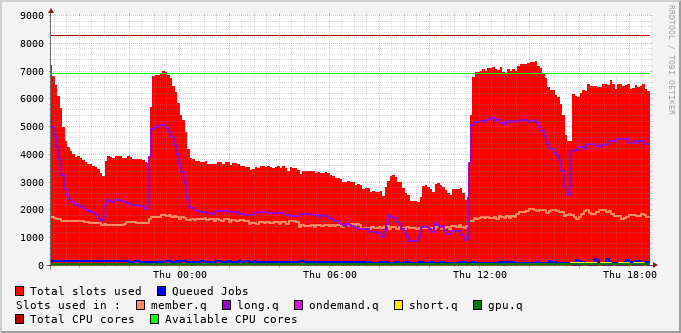 9000
8000
7000
6000
5000
4000
3000
2000
1000
0
Thu 00:00 Thu 06:00 Thu 12:00 Thu 18:00
RRDTOOL / TOBI OETIKER
Total slots used Queued Jobs
Slots used in : member.q long.q ondemand.q short.q gpu.q
Total CPU cores Available CPU cores